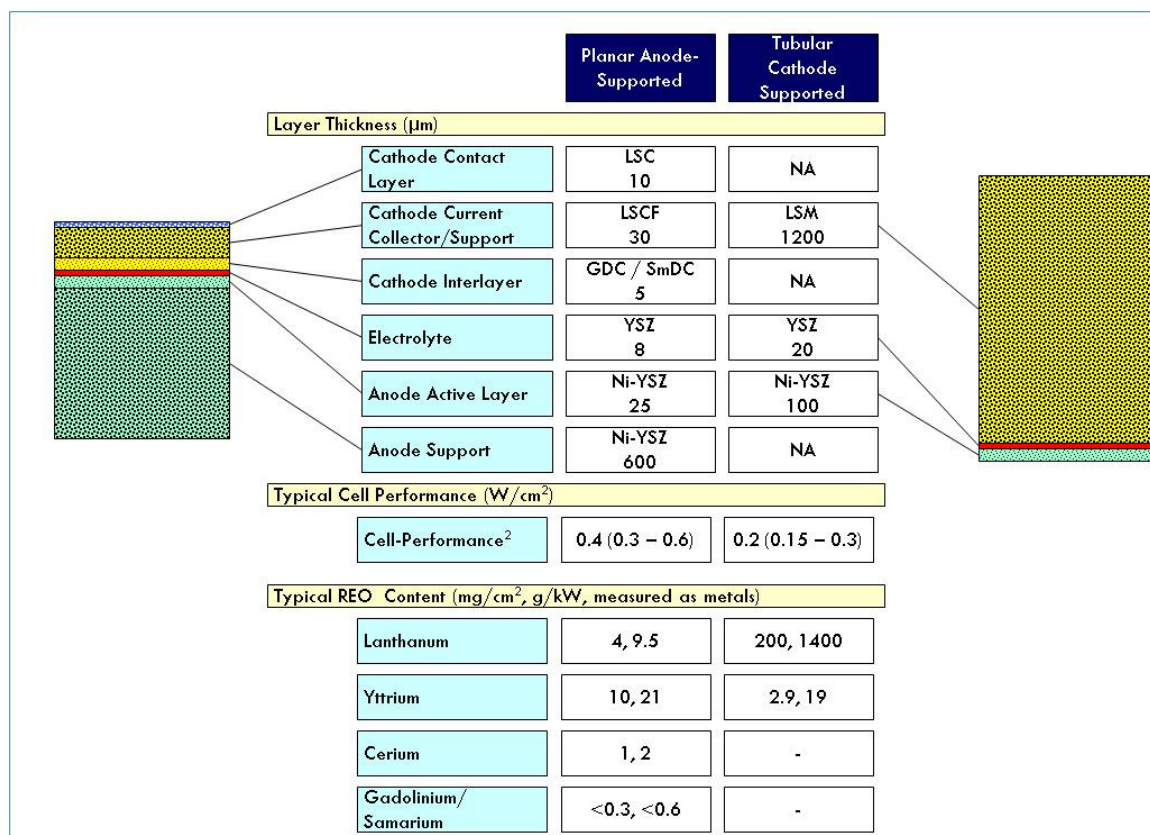 Planar Anode-
Supported
Tubular
Cathode
Supported
Layer Thickness (µm)
Cathode Contact
Layer
LSC
10
NA
Cathode Current
Collector/Support
LSCF
30
LSM
1200
Cathode Interlayer
GDC / SmDC
5
NA
Electrolyte
YSZ
8
YSZ
20
Anode Active Layer
Ni-YSZ
25
Ni-YSZ
100
Anode Support
Ni-YSZ
600
NA
Typical Cell Performance (W/cm²)
Cell-Performance²
0.4 (0.3 – 0.6)
0.2 (0.15 – 0.3)
Typical REO Content (mg/cm², g/kW, measured as metals)
Lanthanum
4, 9.5
200, 1400
Yttrium
10, 21
2.9, 19
Cerium
1, 2
-
Gadolinium/
Samarium
<0.3, <0.6
-